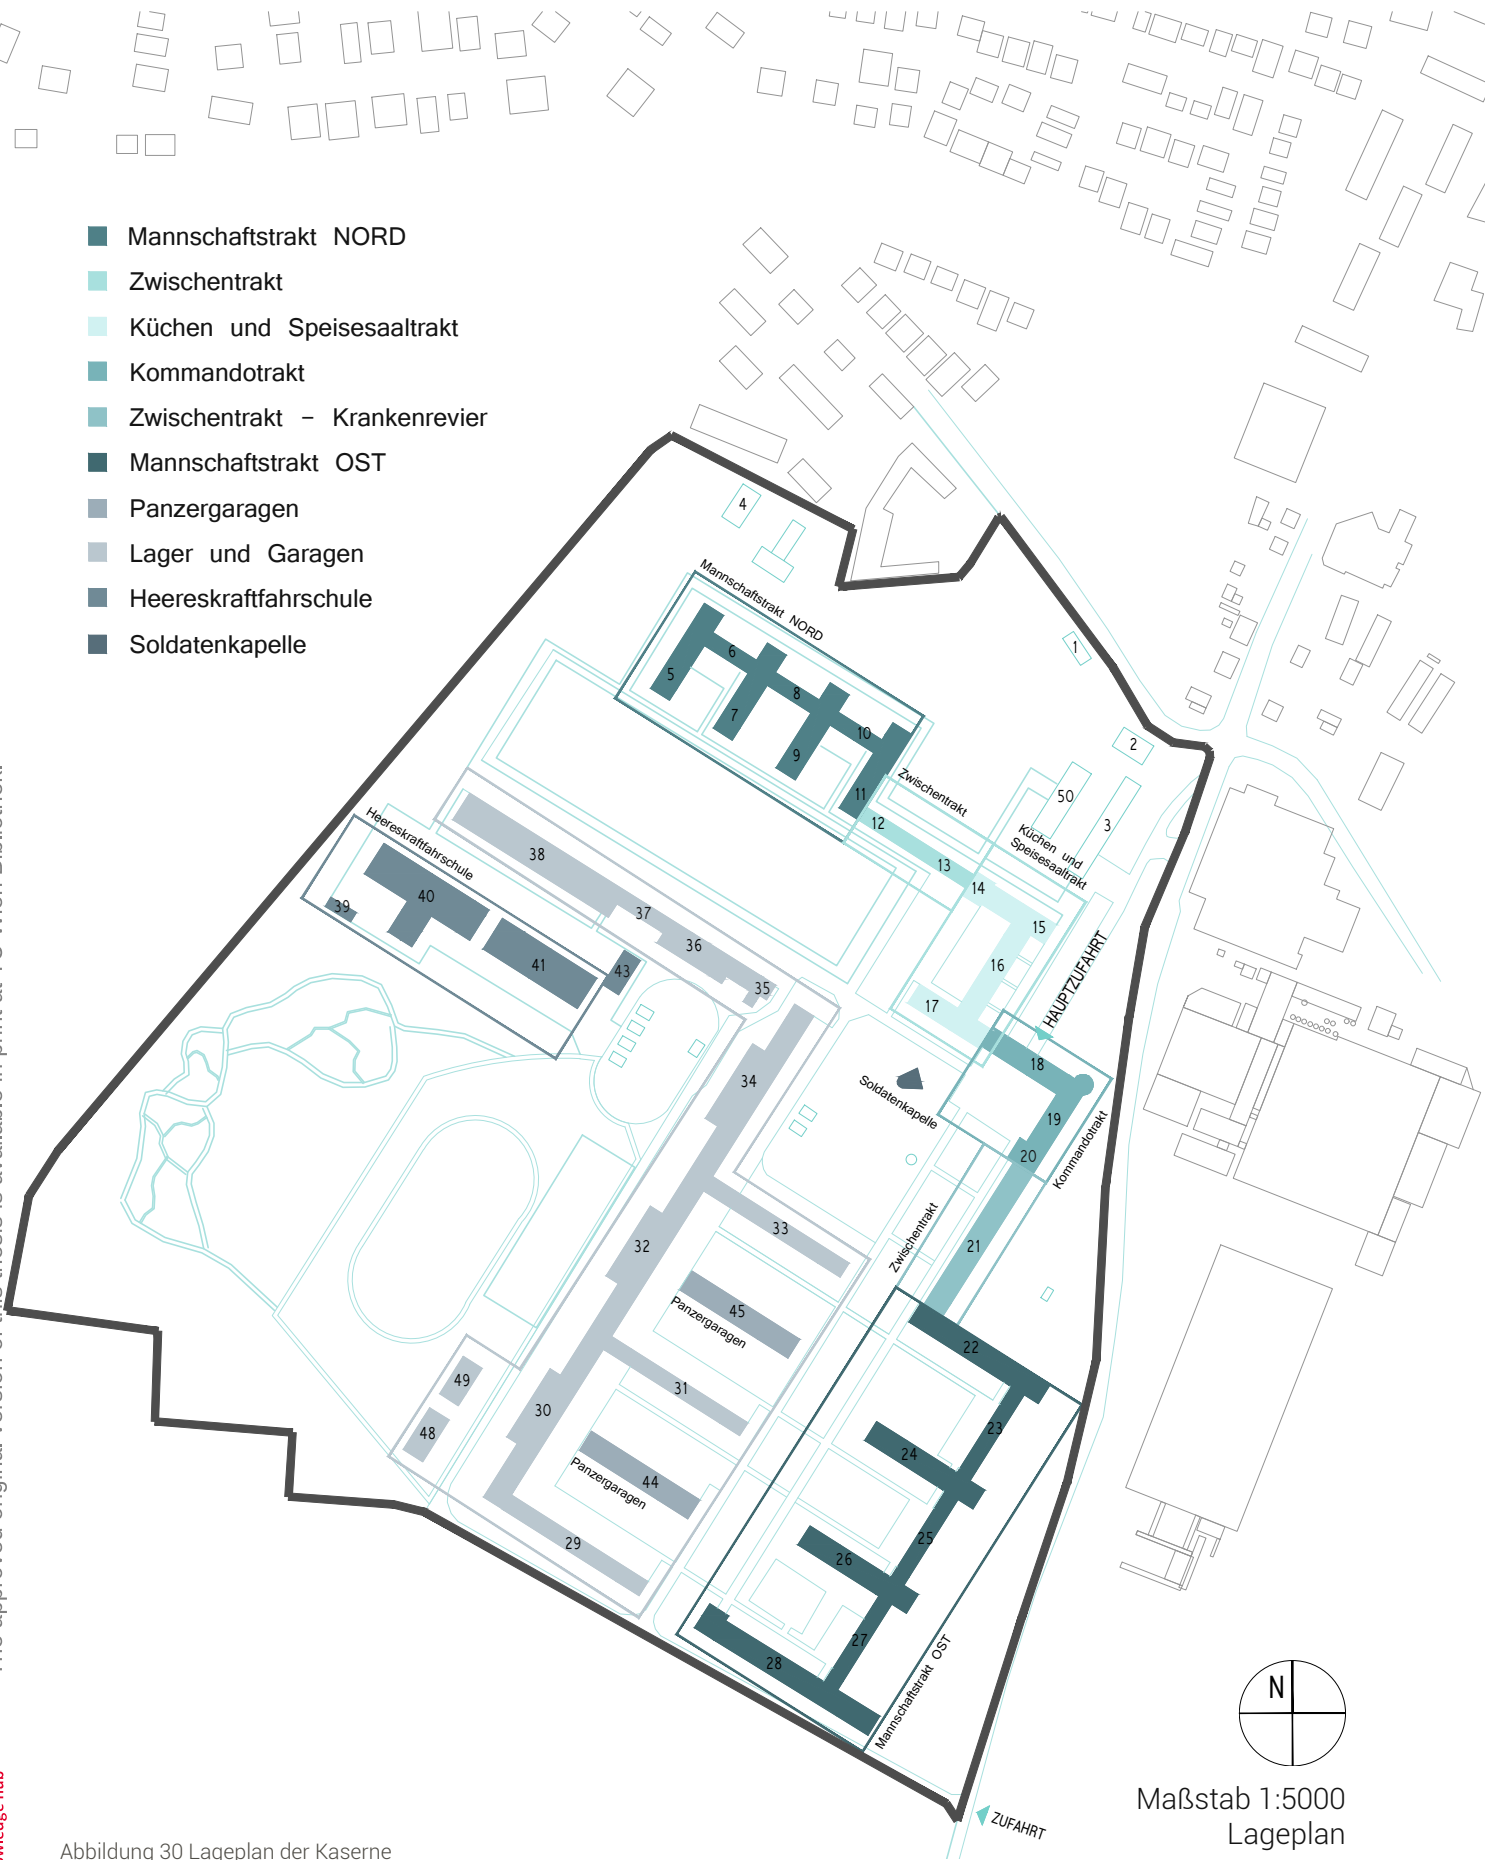 Mannschaftstrakt NORD
Zwischentrakt
Küchen und Speisesaaltrakt
Kommandotrakt
Zwischentrakt – Krankenrevier
Mannschaftstrakt OST
Panzergaragen
Lager und Garagen
Heereskraftfahrschule
Soldatenkapelle
4
Mannschaftstrakt NORD
1
6
5
8
7
10
9
2
11
Zwischentrakt
50
3
12
Küchen und
Speisesaaltrakt
13
14
15
16
17
HAUPTZUFAHRT
Heereskraftfahrschule
38
40
39
37
36
41
43
35
34
18
Soldatenkapelle
19
Kommandotrakt
20
Zwischentrakt
21
33
32
45
Panzergaragen
22
49
31
30
48
23
24
44
Panzergaragen
29
25
26
27
28
Mannschaftstrakt OST
N
ZUFAHRT
Maßstab 1:5000
Lageplan
Abbildung 30 Lageplan der Kaserne